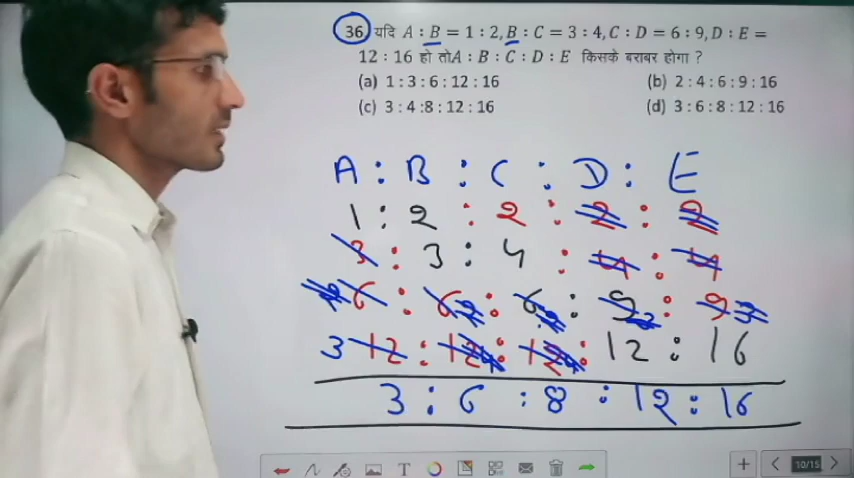 36 यदि A : B = 1 : 2, B : C = 3 : 4, C : D = 6 : 9, D : E =
12 : 16 हो तोA : B : C : D : E किसके बराबर होगा ?
(a) 1 : 3 : 6 : 12 : 16 (b) 2 : 4 : 6 : 9 : 16
(c) 3 : 4 : 8 : 12 : 16 (d) 3 : 6 : 8 : 12 : 16
A : B : C : D : E
1 : 2 : 2 : 2 : 2
3 : 3 : 4 : 4 : 4
6 : 6 : 6 : 9 : 9 3
3 12 : 12 : 12 : 12 : 16
3 : 6 : 8 : 12 : 16
T
10/15